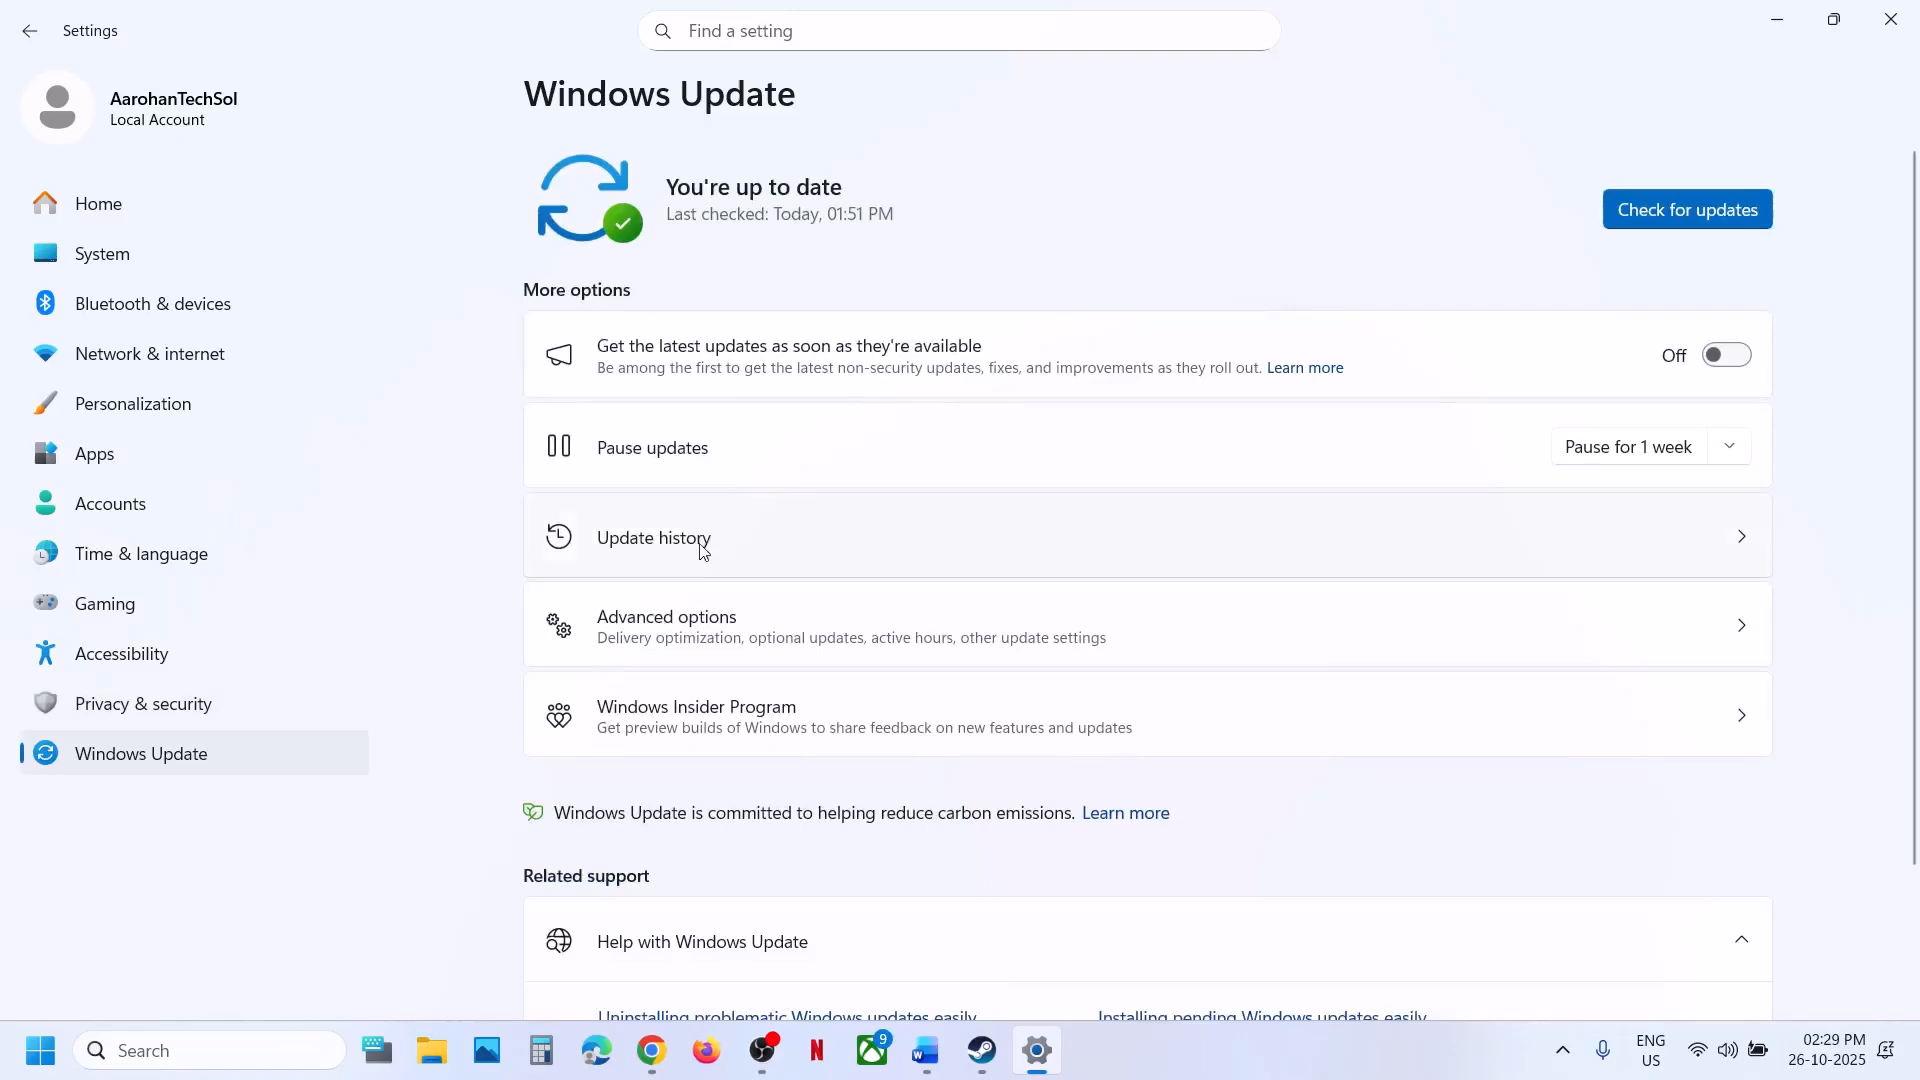 Settings
Find a setting
AarohanTechSol
Local Account
Home
System
Bluetooth & devices
Network & internet
Personalization
Apps
Accounts
Time & language
Gaming
Accessibility
Privacy & security
Windows Update
Windows Update
You're up to date
Last checked: Today, 01:51 PM
Check for updates
More options
Get the latest updates as soon as they're available
Be among the first to get the latest non-security updates, fixes, and improvements as they roll out. Learn more
Off
Pause updates
Pause for 1 week
Update history
Advanced options
Delivery optimization, optional updates, active hours, other update settings
Windows Insider Program
Get preview builds of Windows to share feedback on new features and updates
Windows Update is committed to helping reduce carbon emissions. Learn more
Related support
Help with Windows Update
Uninstalling problematic Windows updates easily
Installing pending Windows updates easily
Search
N
9
W
ENG
US
02:29 PM
26-10-2025